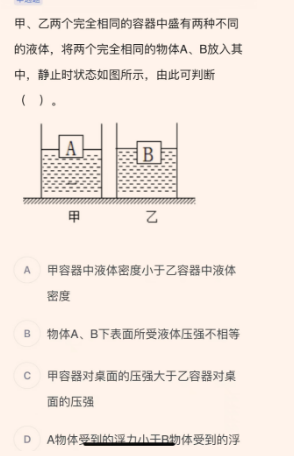 甲、乙两个完全相同的容器中盛有两种不同
的液体，将两个完全相同的物体A、B放入其
中，静止时状态如图所示，由此可判断
（ ）。
A
B
甲
乙
A 甲容器中液体密度小于乙容器中液体
密度
B 物体A、B下表面所受液体压强不相等
C 甲容器对桌面的压强大于乙容器对桌
面的压强
D A物体受到的浮力小于B物体受到的浮